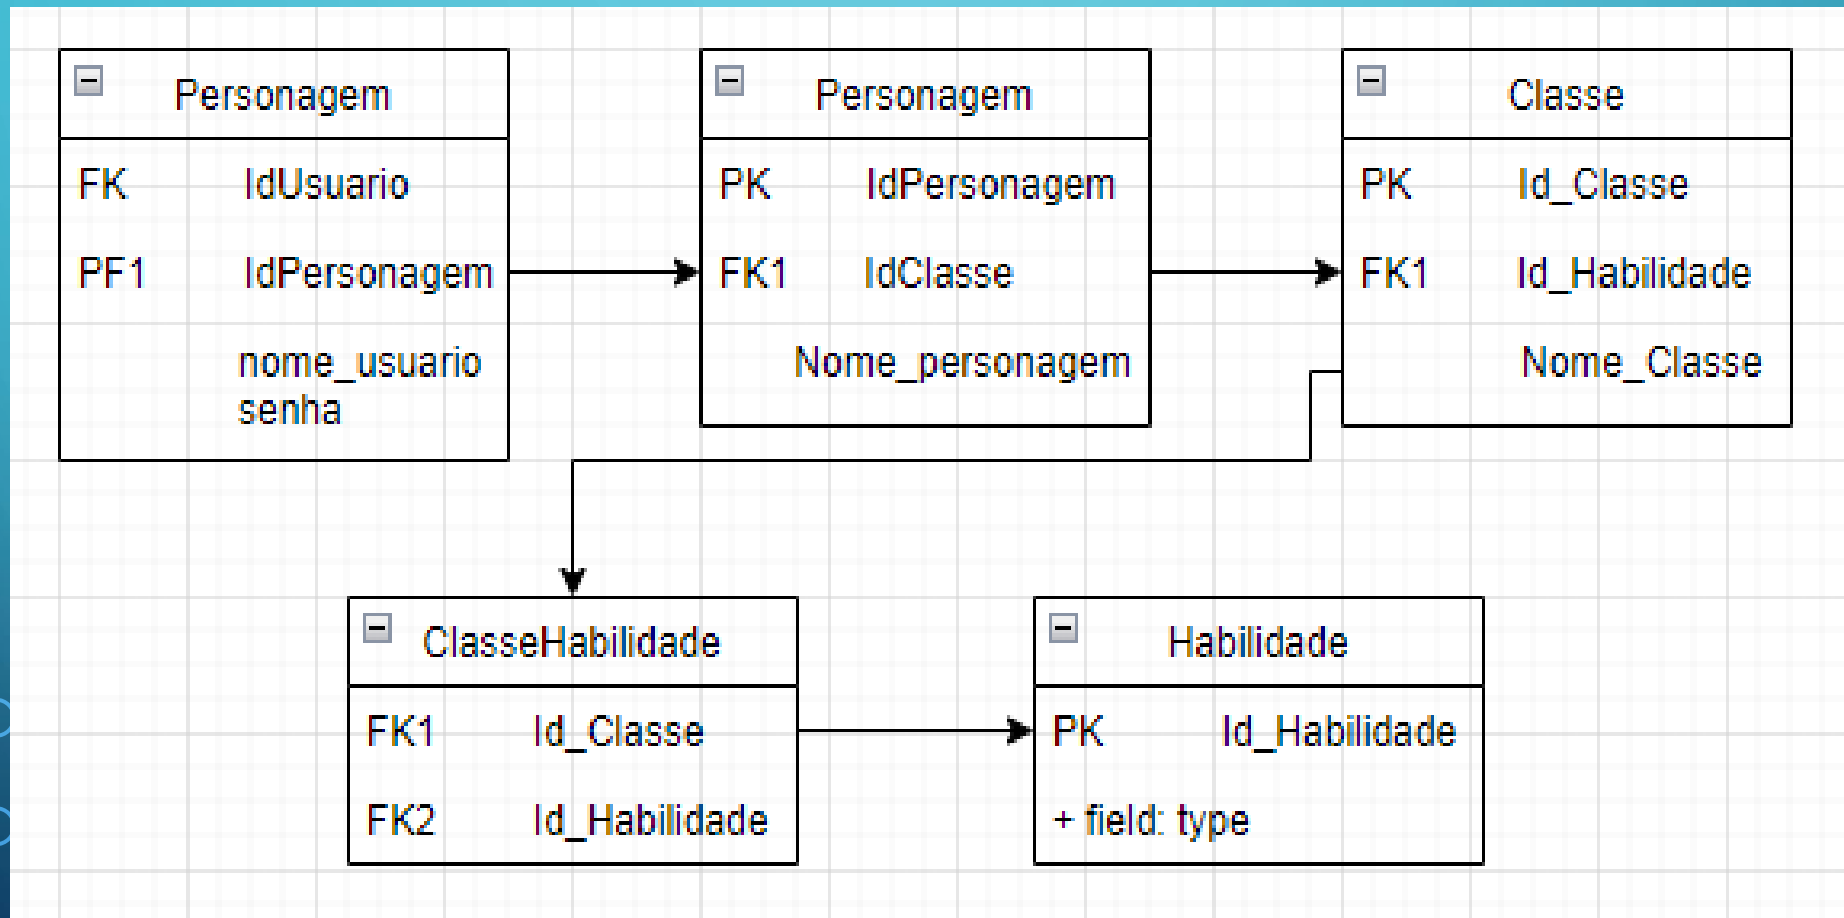 Personagem
FK IdUsuario
PF1 IdPersonagem
nome_usuario
senha
Personagem
PK IdPersonagem
FK1 IdClasse
Nome_personagem
Classe
PK Id_Classe
FK1 Id_Habilidade
Nome_Classe
ClasseHabilidade
FK1 Id_Classe
FK2 Id_Habilidade
Habilidade
PK Id_Habilidade
+ field: type